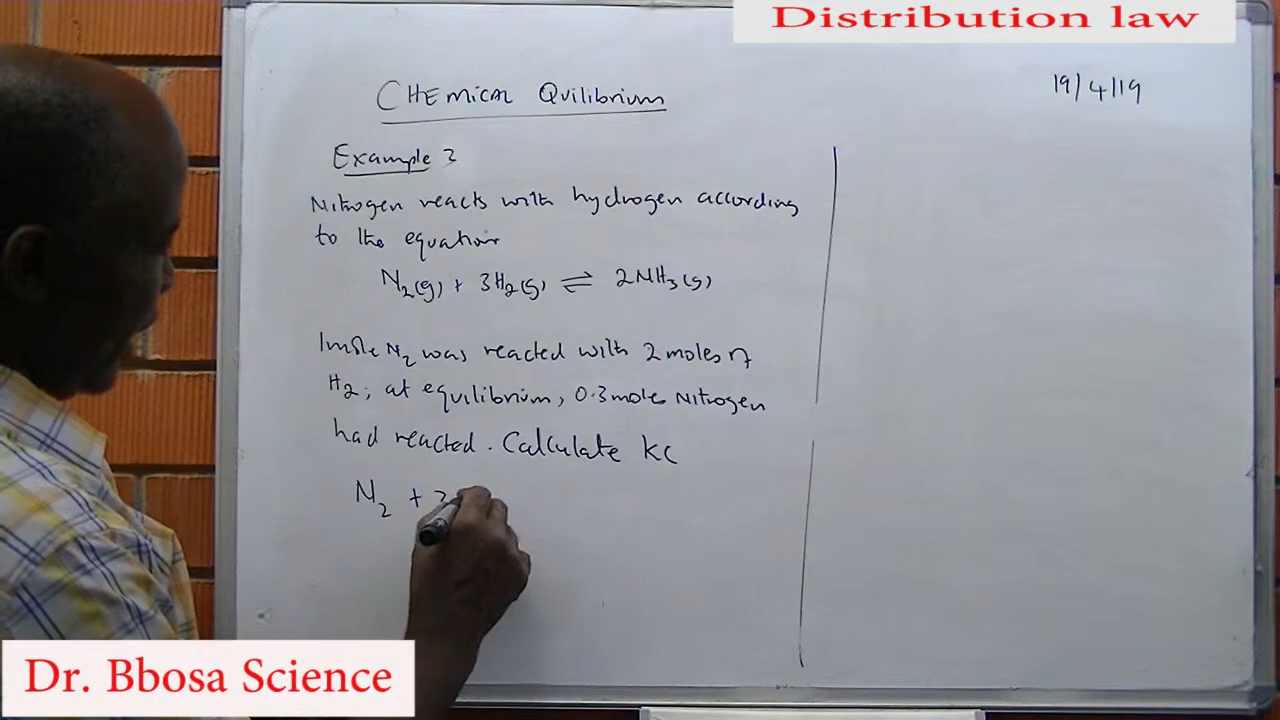 Distribution law
19/4/19
CHEMICAL QUILIBRIUM
Example 3
Nitrogen reacts with hydrogen according
to the equation
N₂(g) + 3H₂(g) ⇌ 2NH₃(g)
1mole N₂ was reacted with 2 moles of
H₂; at equilibrium, 0.3moles Nitrogen
had reacted. Calculate KC
N₂ + 3
Dr. Bbosa Science